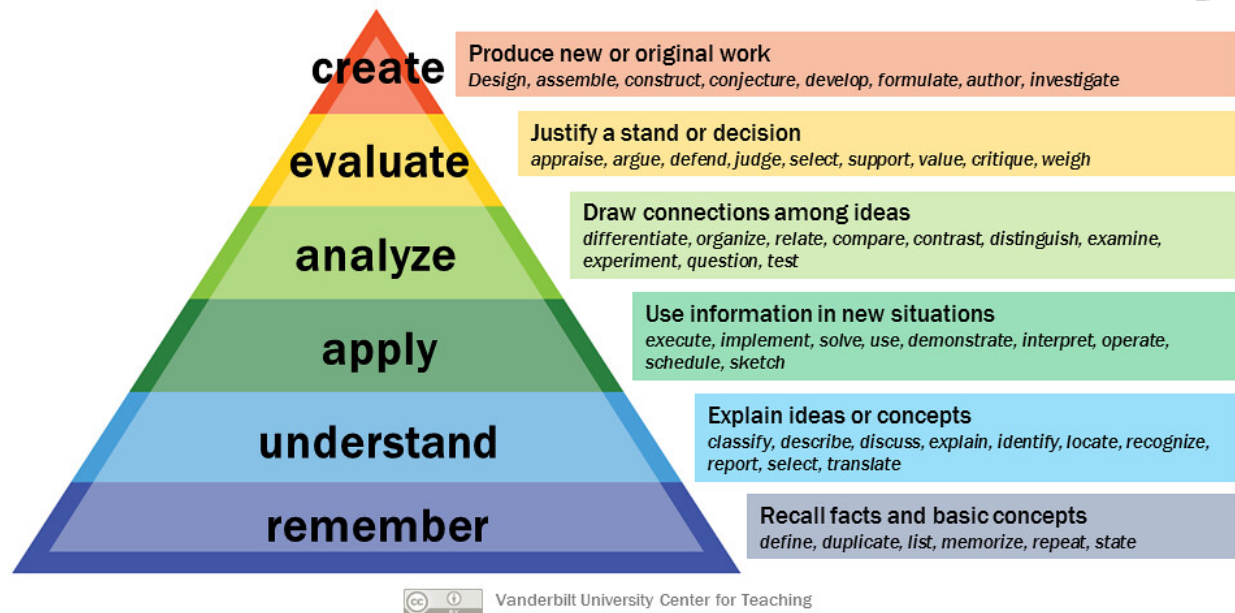 create
Produce new or original work
Design, assemble, construct, conjecture, develop, formulate, author, investigate
evaluate
Justify a stand or decision
appraise, argue, defend, judge, select, support, value, critique, weigh
analyze
Draw connections among ideas
differentiate, organize, relate, compare, contrast, distinguish, examine,
experiment, question, test
apply
Use information in new situations
execute, implement, solve, use, demonstrate, interpret, operate,
schedule, sketch
understand
Explain ideas or concepts
classify, describe, discuss, explain, identify, locate, recognize,
report, select, translate
remember
Recall facts and basic concepts
define, duplicate, list, memorize, repeat, state
cc
Vanderbilt University Center for Teaching